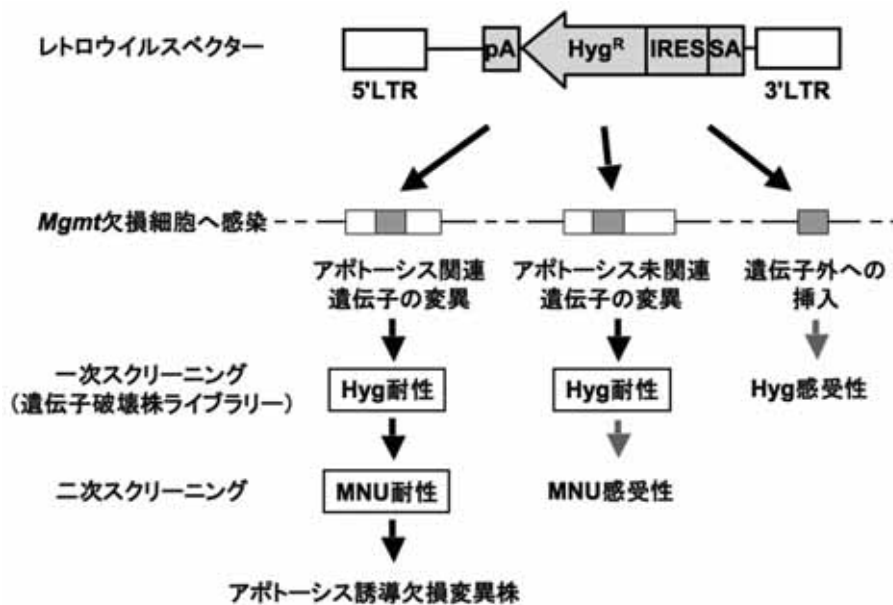 レトロウイルスベクター
pA
Hygᴿ
IRES
SA
5'LTR
3'LTR
Mgmt欠損細胞へ感染
アポトーシス関連
遺伝子の変異
アポトーシス未関連
遺伝子の変異
遺伝子外への
挿入
一次スクリーニング
（遺伝子破壊株ライブラリー）
Hyg耐性
Hyg耐性
Hyg感受性
二次スクリーニング
MNU耐性
MNU感受性
アポトーシス誘導欠損変異株